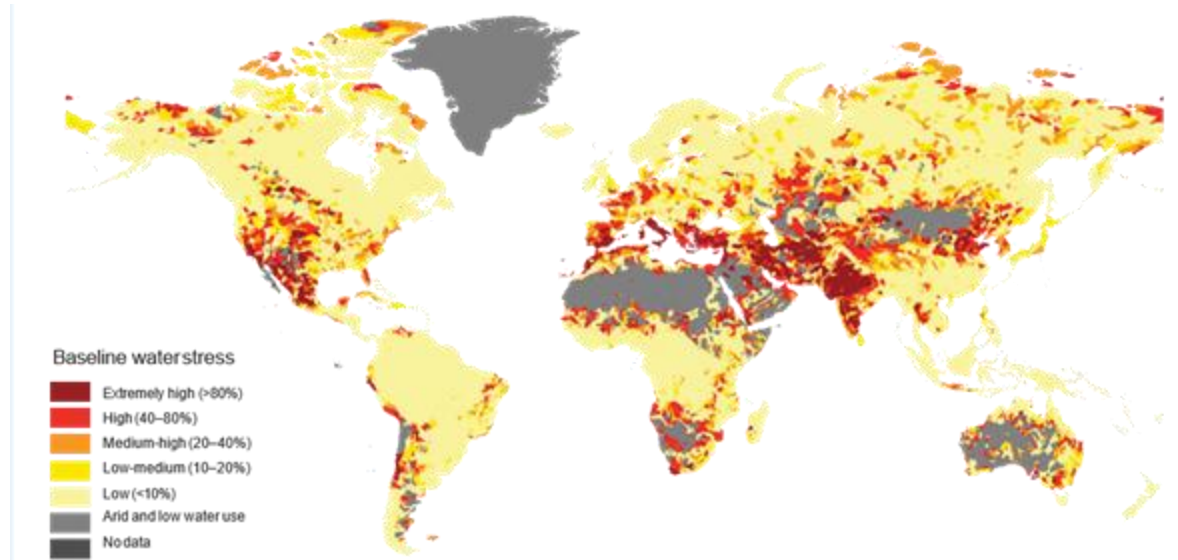 Baseline water stress
Extremely high (>80%)
High (40–80%)
Medium-high (20–40%)
Low-medium (10–20%)
Low (<10%)
Arid and low water use
No data